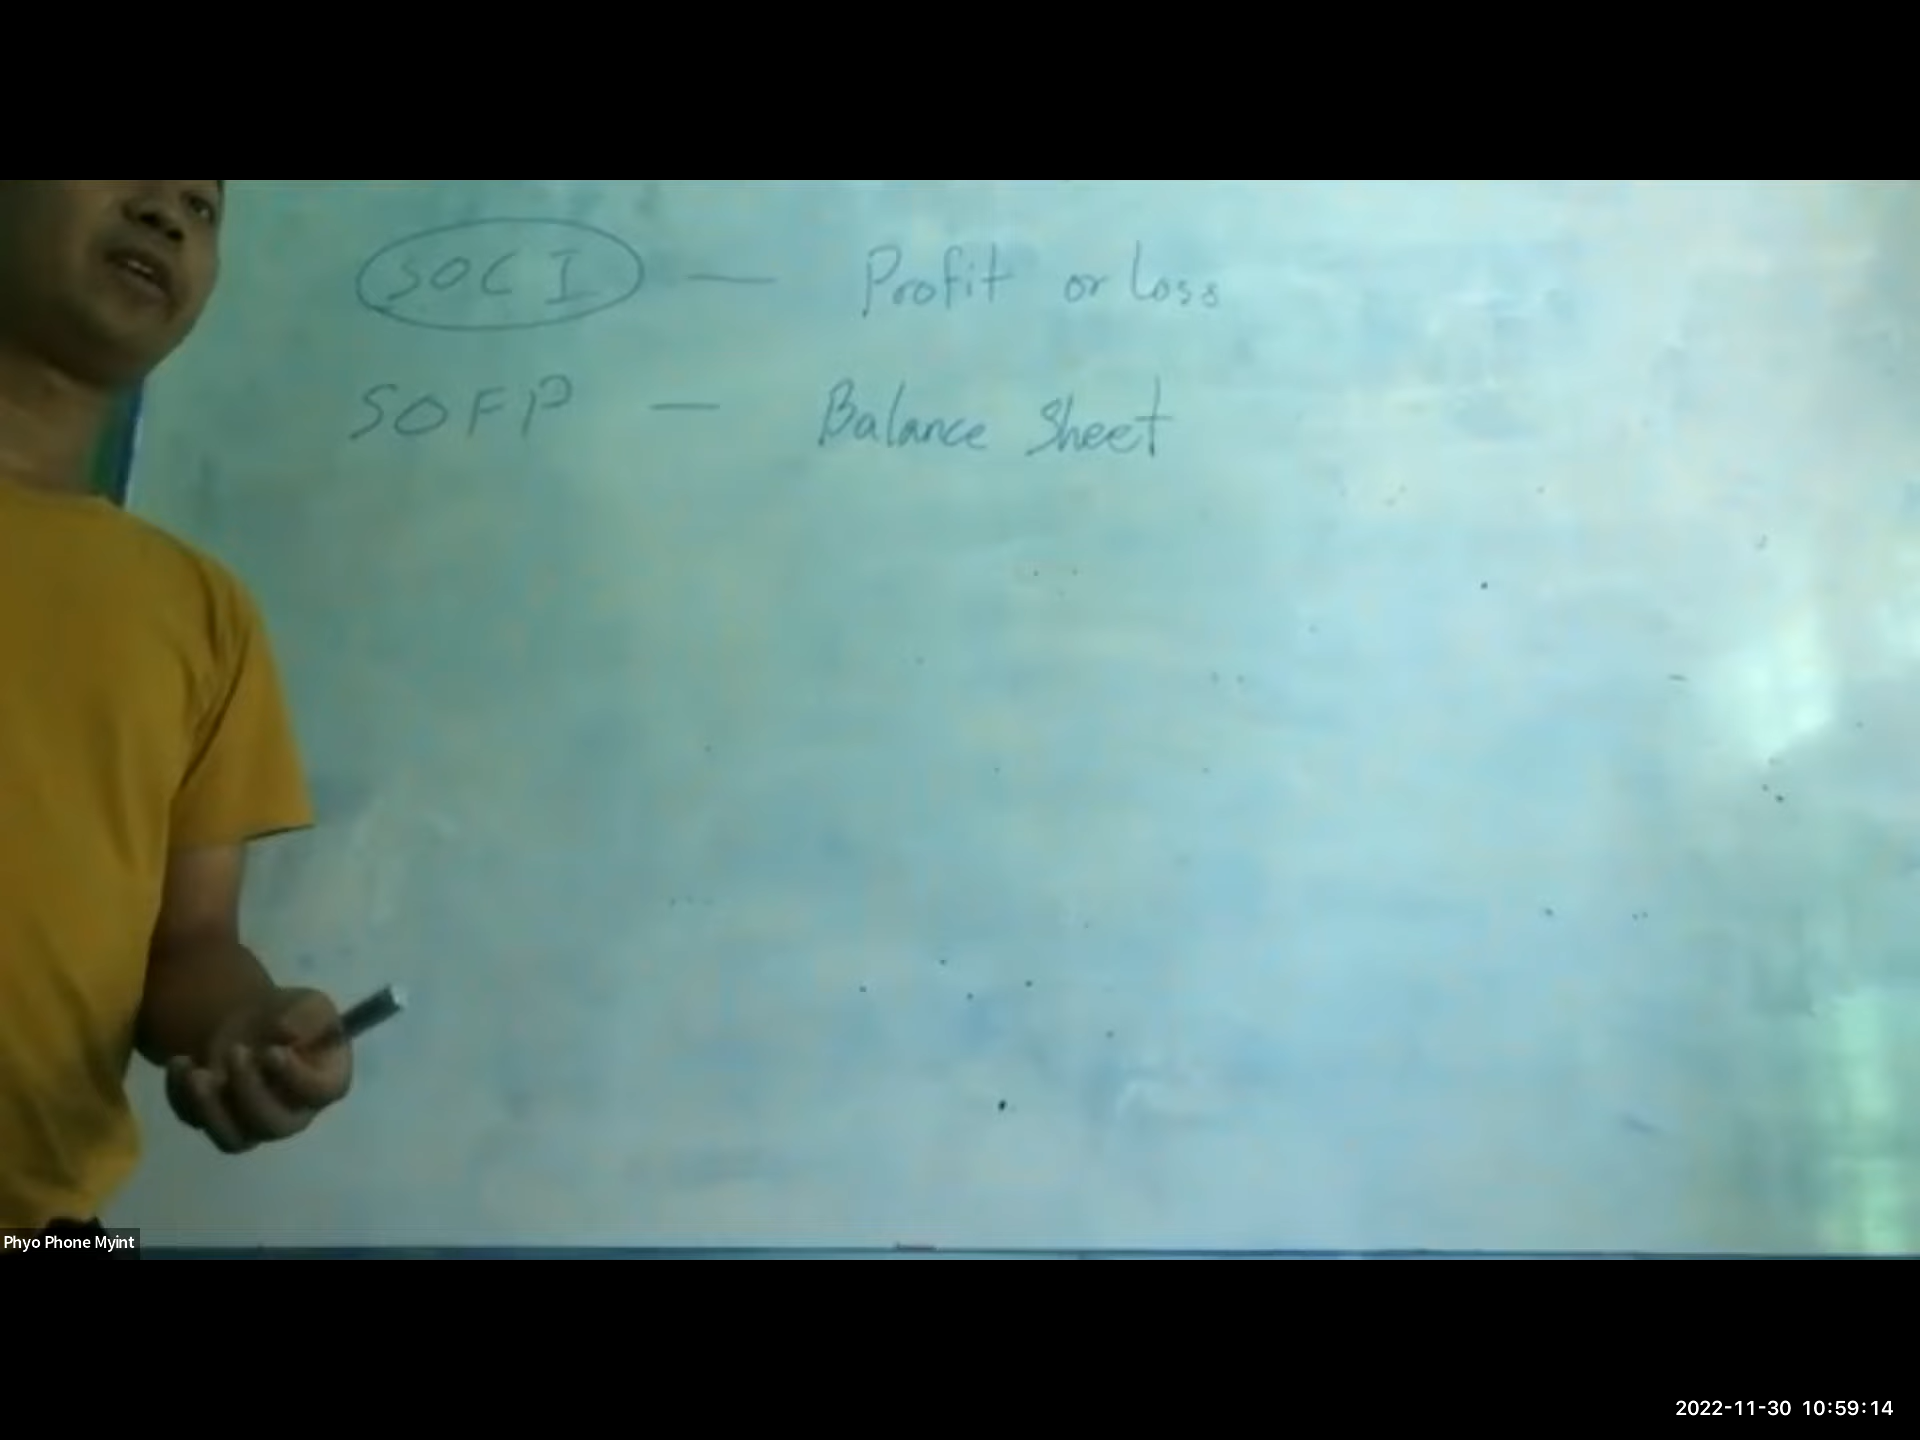 SOCI — Profit or Loss
SOFP — Balance Sheet
Phyo Phone Myint
2022-11-30 10:59:14